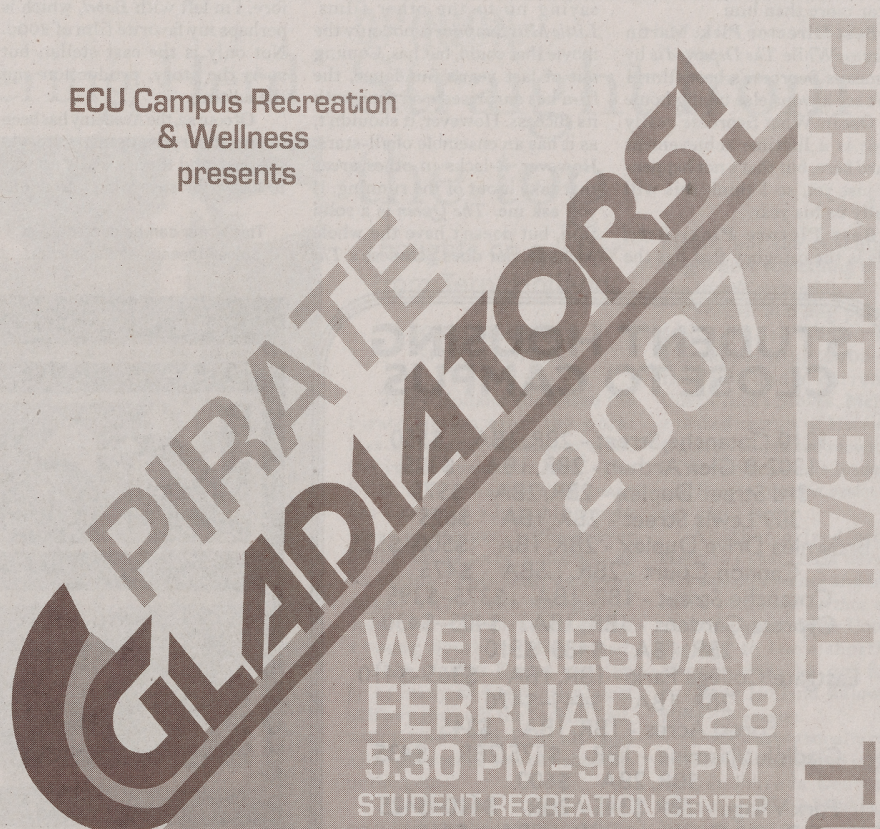 ECU Campus Recreation
& Wellness
presents
PIRATE
GLADIATORS!
2007
WEDNESDAY
FEBRUARY 28
5:30 PM–9:00 PM
STUDENT RECREATION CENTER
PIRATE BALL